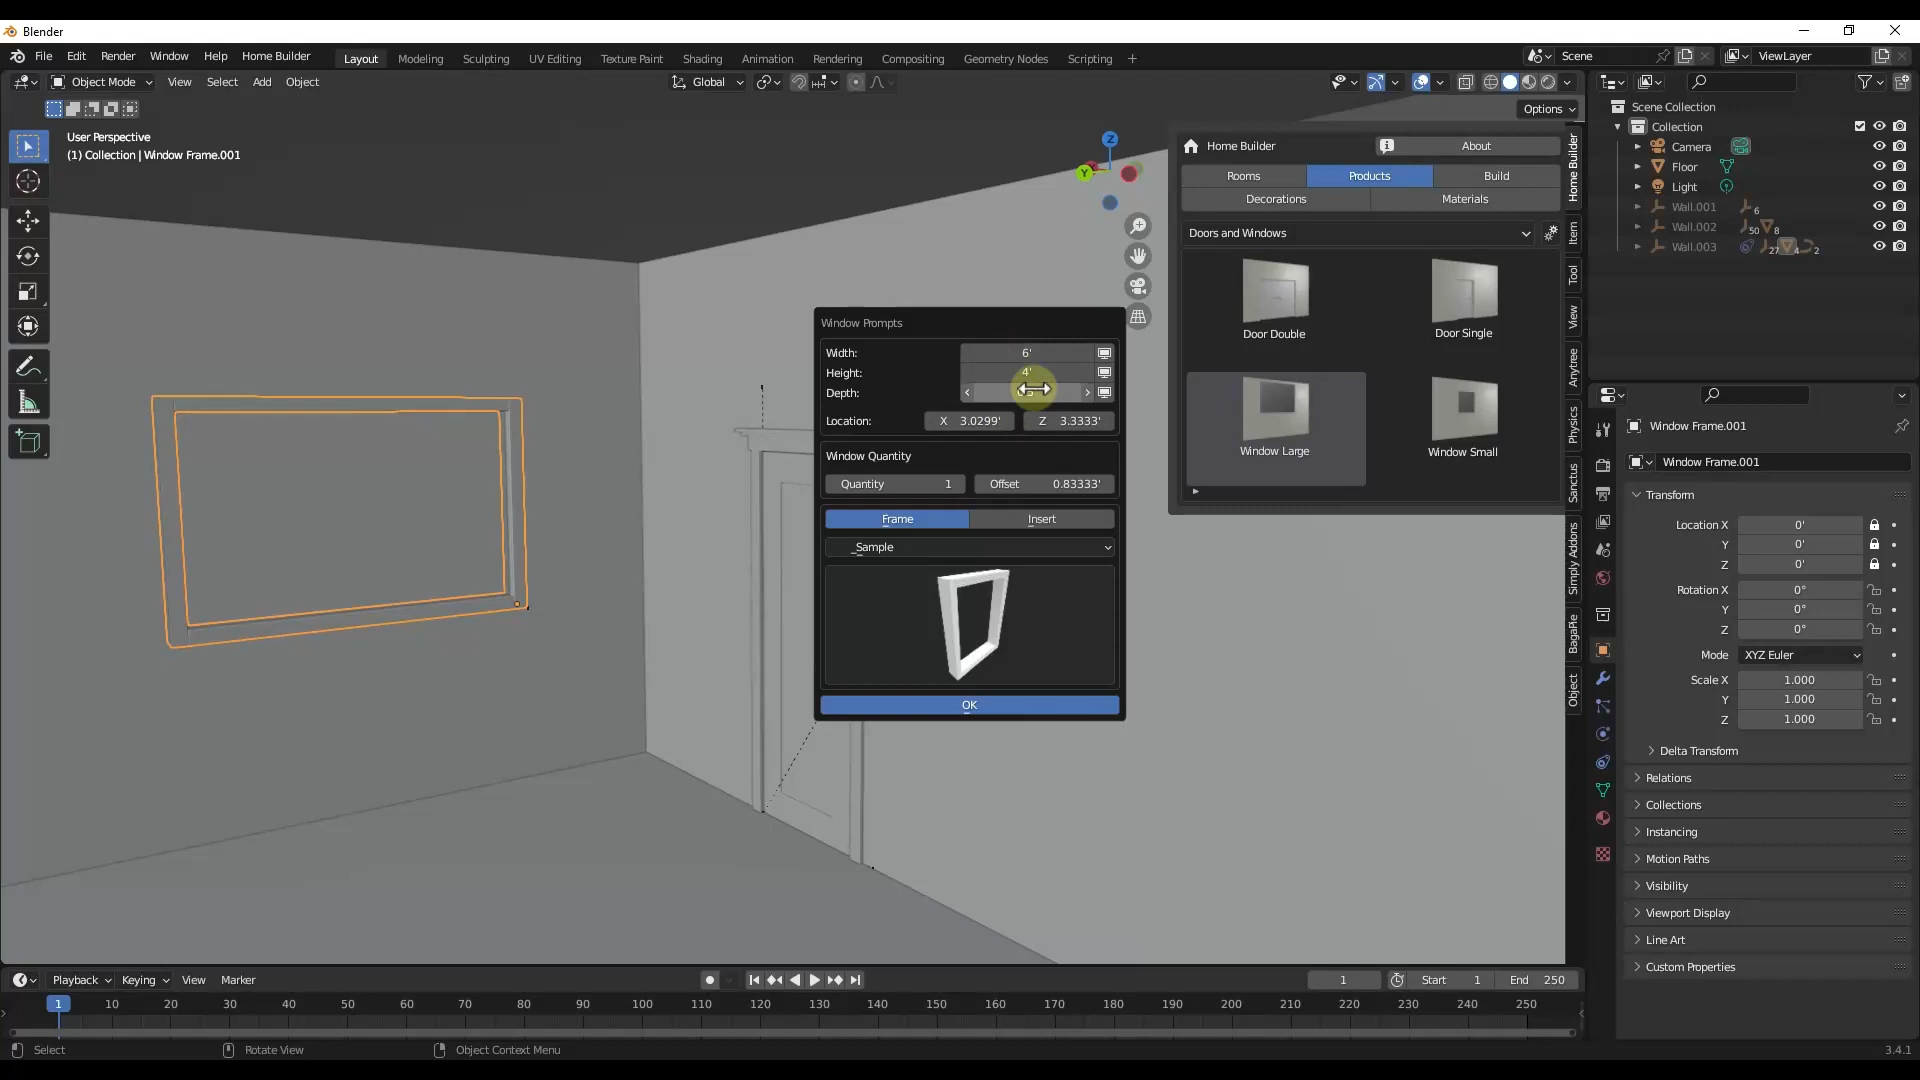 Blender
File Edit Render Window Help Home Builder
Layout Modeling Sculpting UV Editing Texture Paint Shading Animation Rendering Compositing Geometry Nodes Scripting +
Scene
ViewLayer
Object Mode View Select Add Object
Global
Options
User Perspective
(1) Collection | Window Frame.001
Z
Y
Home Builder
About
Rooms Products Build
Decorations Materials
Doors and Windows
Door Double
Door Single
Window Large
Window Small
Home Builder
Item
Tool
View
Anytree
Physics
Sanctus
Simply Addons
BagaPie
Object
Window Prompts
Width: 6'
Height: 4'
Depth:
Location: X 3.0299' Z 3.3333'
Window Quantity
Quantity 1 Offset 0.83333'
Frame Insert
_Sample
OK
Scene Collection
Collection
Camera
Floor
Light
Wall.001 6
Wall.002 50 8
Wall.003 27 4 2
Window Frame.001
Window Frame.001
Transform
Location X 0'
Y 0'
Z 0'
Rotation X 0°
Y 0°
Z 0°
Mode XYZ Euler
Scale X 1.000
Y 1.000
Z 1.000
Delta Transform
Relations
Collections
Instancing
Motion Paths
Visibility
Viewport Display
Line Art
Custom Properties
Playback Keying View Marker
1 Start 1 End 250
1 10 20 30 40 50 60 70 80 90 100 110 120 130 140 150 160 170 180 190 200 210 220 230 240 250
Select Rotate View Object Context Menu
3.4.1